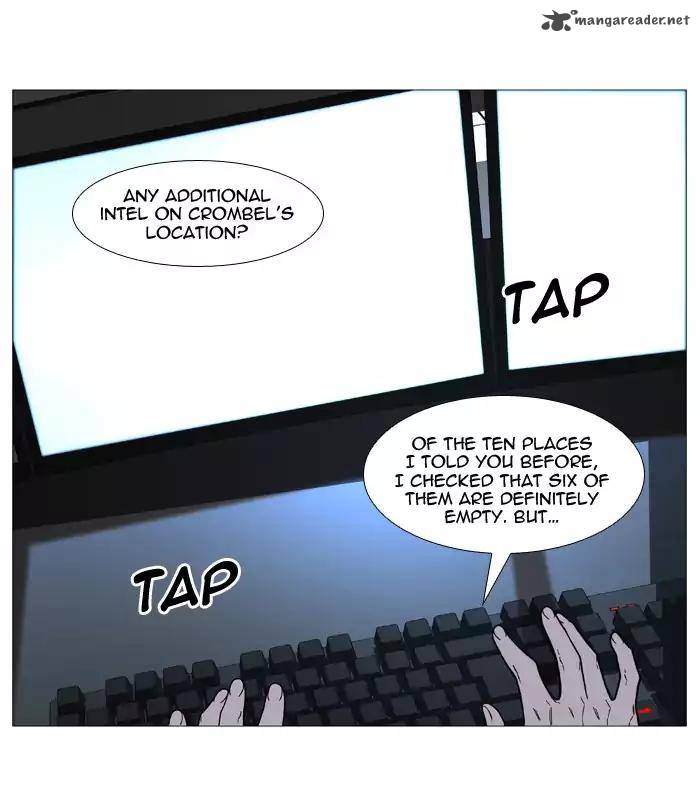 mangareader.net
ANY ADDITIONAL
INTEL ON CROMBEL'S
LOCATION?
TAP
OF THE TEN PLACES
I TOLD YOU BEFORE,
I CHECKED THAT SIX OF
THEM ARE DEFINITELY
EMPTY. BUT...
TAP